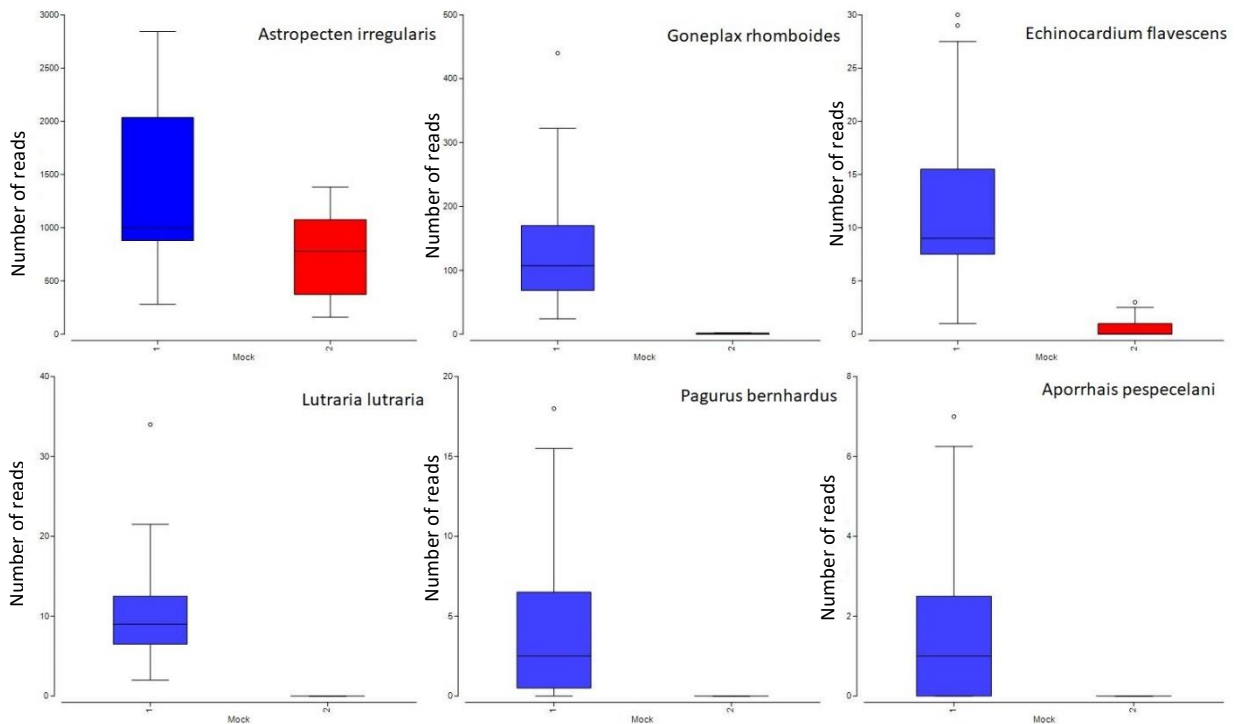 Astropecten irregularis
Number of reads
3000
2500
2000
1500
1000
500
0
1
2
Mock
Goneplax rhomboides
Number of reads
500
400
300
200
100
0
1
2
Mock
Echinocardium flavescens
Number of reads
30
25
20
15
10
5
0
1
2
Mock
Lutraria lutraria
Number of reads
40
30
20
10
0
1
2
Mock
Pagurus bernhardus
Number of reads
20
15
10
5
0
1
2
Mock
Aporrhais pespecelani
Number of reads
8
6
4
2
0
1
2
Mock